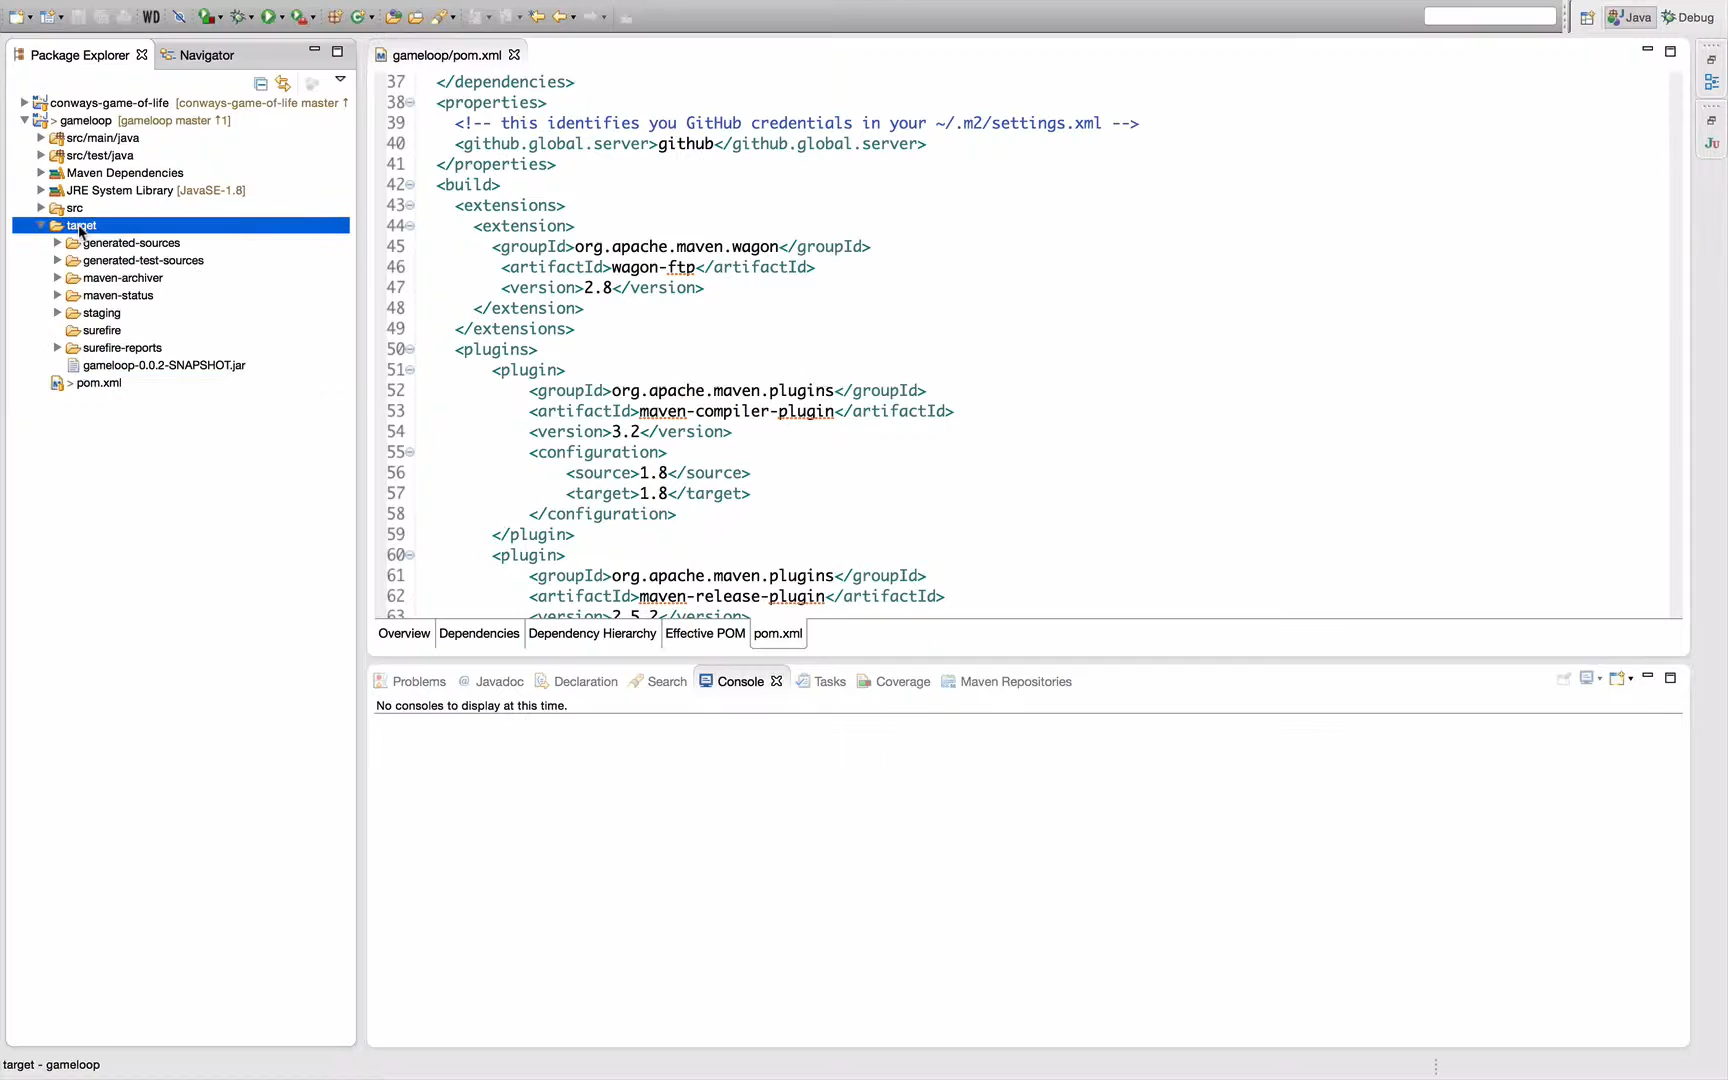 WD
Java
Debug
Package Explorer
Navigator
gameloop/pom.xml
conways-game-of-life [conways-game-of-life master ↑
> gameloop [gameloop master ↑1]
src/main/java
src/test/java
Maven Dependencies
JRE System Library [JavaSE-1.8]
src
target
generated-sources
generated-test-sources
maven-archiver
maven-status
staging
surefire
surefire-reports
gameloop-0.0.2-SNAPSHOT.jar
> pom.xml
37 </dependencies>
38 <properties>
39 <!-- this identifies you GitHub credentials in your ~/.m2/settings.xml -->
40 <github.global.server>github</github.global.server>
41 </properties>
42 <build>
43 <extensions>
44 <extension>
45 <groupId>org.apache.maven.wagon</groupId>
46 <artifactId>wagon-ftp</artifactId>
47 <version>2.8</version>
48 </extension>
49 </extensions>
50 <plugins>
51 <plugin>
52 <groupId>org.apache.maven.plugins</groupId>
53 <artifactId>maven-compiler-plugin</artifactId>
54 <version>3.2</version>
55 <configuration>
56 <source>1.8</source>
57 <target>1.8</target>
58 </configuration>
59 </plugin>
60 <plugin>
61 <groupId>org.apache.maven.plugins</groupId>
62 <artifactId>maven-release-plugin</artifactId>
63 <version>2.5.2</version>
Overview
Dependencies
Dependency Hierarchy
Effective POM
pom.xml
Problems
@ Javadoc
Declaration
Search
Console
Tasks
Coverage
Maven Repositories
No consoles to display at this time.
Ju
target - gameloop